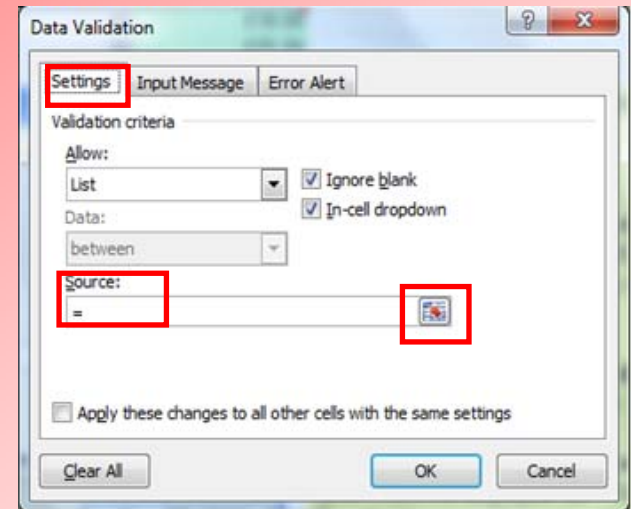 Data Validation
Settings Input Message Error Alert
Validation criteria
Allow:
List
Ignore blank
In-cell dropdown
Data:
between
Source:
=
Apply these changes to all other cells with the same settings
Clear All OK Cancel